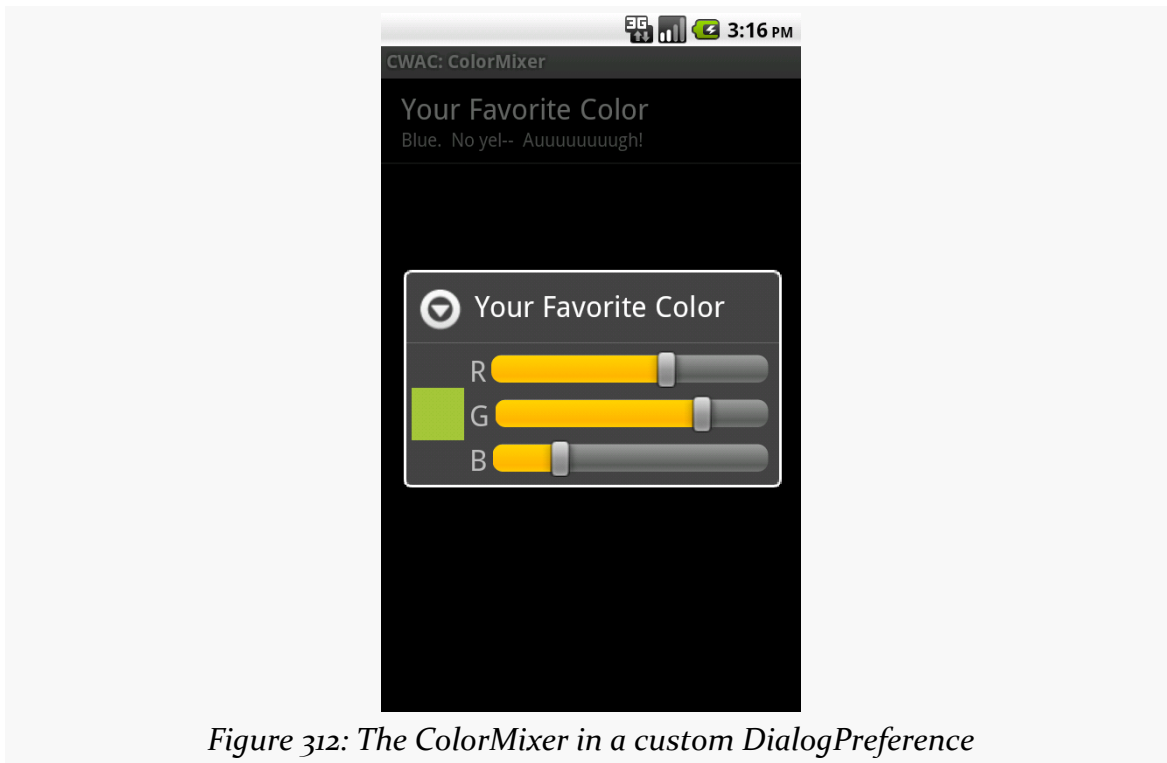 3G 3:16 PM
CWAC: ColorMixer
Your Favorite Color
Blue.  No yel--  Auuuuuuuugh!
Your Favorite Color
R
G
B
Figure 312: The ColorMixer in a custom DialogPreference